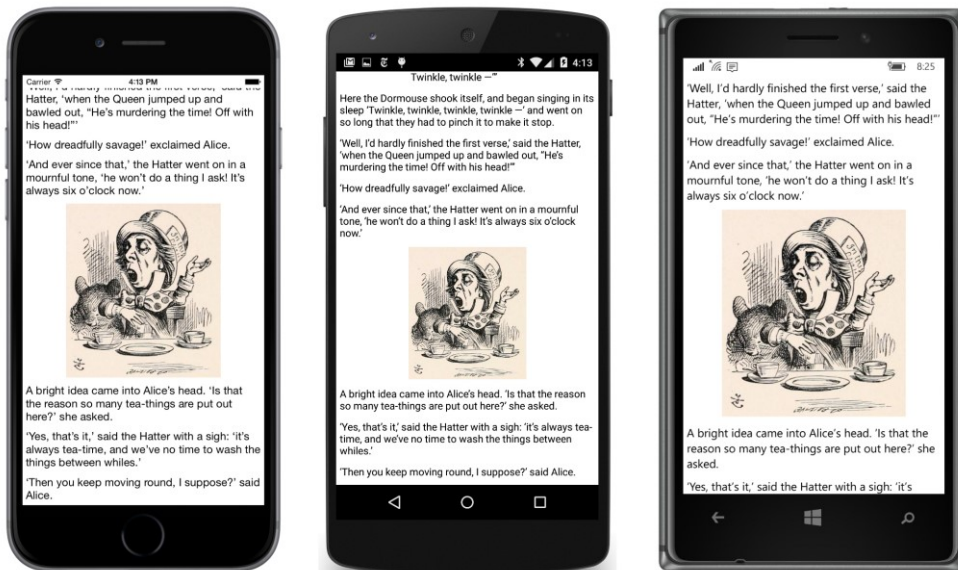 Carrier
4:13 PM
Hatter, ‘when the Queen jumped up and
bawled out, “He’s murdering the time! Off with
his head!”’
‘How dreadfully savage!’ exclaimed Alice.
‘And ever since that,’ the Hatter went on in a
mournful tone, ‘he won’t do a thing I ask! It’s
always six o’clock now.’
A bright idea came into Alice’s head. ‘Is that
the reason so many tea-things are put out
here?’ she asked.
‘Yes, that’s it,’ said the Hatter with a sigh: ‘it’s
always tea-time, and we’ve no time to wash the
things between whiles.’
‘Then you keep moving round, I suppose?’ said
Alice.
4:13
Twinkle, twinkle —”’
Here the Dormouse shook itself, and began singing in its
sleep ‘Twinkle, twinkle, twinkle, twinkle —’ and went on
so long that they had to pinch it to make it stop.
‘Well, I’d hardly finished the first verse,’ said the Hatter,
‘when the Queen jumped up and bawled out, “He’s
murdering the time! Off with his head!”’
‘How dreadfully savage!’ exclaimed Alice.
‘And ever since that,’ the Hatter went on in a mournful
tone, ‘he won’t do a thing I ask! It’s always six o’clock
now.’
A bright idea came into Alice’s head. ‘Is that the reason
so many tea-things are put out here?’ she asked.
‘Yes, that’s it,’ said the Hatter with a sigh: ‘it’s always tea-
time, and we’ve no time to wash the things between
whiles.’
‘Then you keep moving round, I suppose?’ said Alice.
8:25
‘Well, I’d hardly finished the first verse,’ said the
Hatter, ‘when the Queen jumped up and bawled
out, “He’s murdering the time! Off with his head!”’
‘How dreadfully savage!’ exclaimed Alice.
‘And ever since that,’ the Hatter went on in a
mournful tone, ‘he won’t do a thing I ask! It’s
always six o’clock now.’
A bright idea came into Alice’s head. ‘Is that the
reason so many tea-things are put out here?’ she
asked.
‘Yes, that’s it,’ said the Hatter with a sigh: ‘it’s